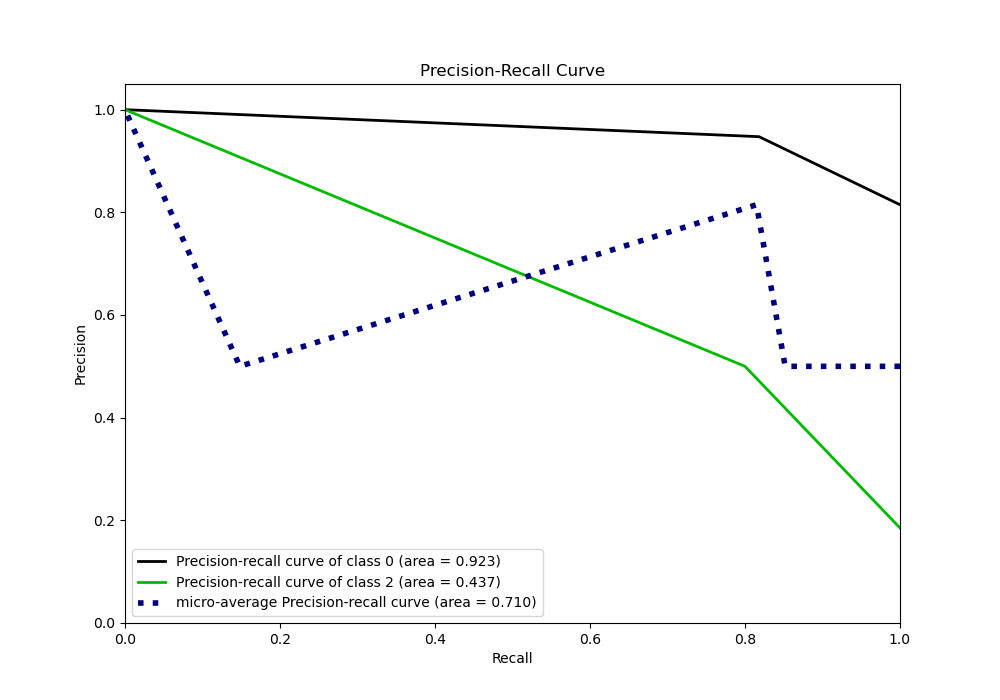 Precision-Recall Curve
1.0
0.8
0.6
0.4
0.2
0.0
Precision
Precision-recall curve of class 0 (area = 0.923)
Precision-recall curve of class 2 (area = 0.437)
micro-average Precision-recall curve (area = 0.710)
0.0 0.2 0.4 0.6 0.8 1.0
Recall